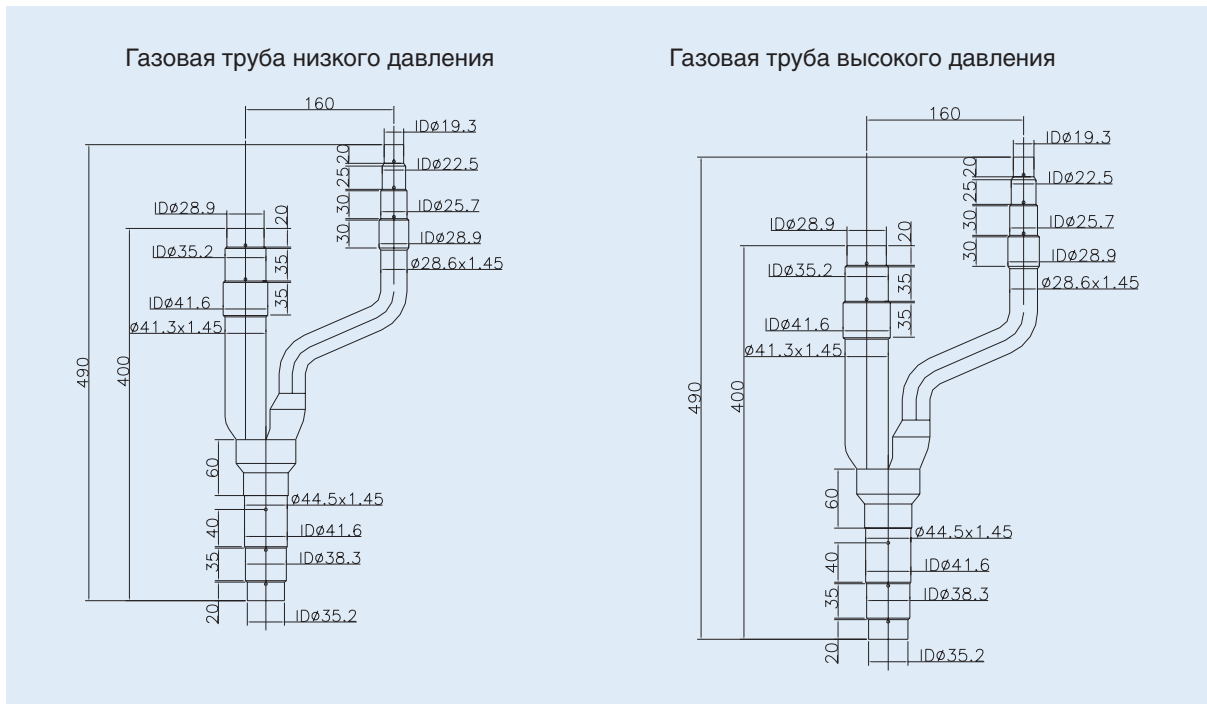 Газовая труба низкого давления
160
IDø19.3
20
IDø22.5
25
IDø28.9
20
30
IDø25.7
30
IDø28.9
IDø35.2
35
ø28.6x1.45
IDø41.6
35
ø41.3x1.45
490
400
60
ø44.5x1.45
40
IDø41.6
35
IDø38.3
20
IDø35.2
Газовая труба высокого давления
160
IDø19.3
20
IDø22.5
25
IDø28.9
20
30
IDø25.7
30
IDø28.9
IDø35.2
35
ø28.6x1.45
IDø41.6
35
ø41.3x1.45
490
400
60
ø44.5x1.45
40
IDø41.6
35
IDø38.3
20
IDø35.2